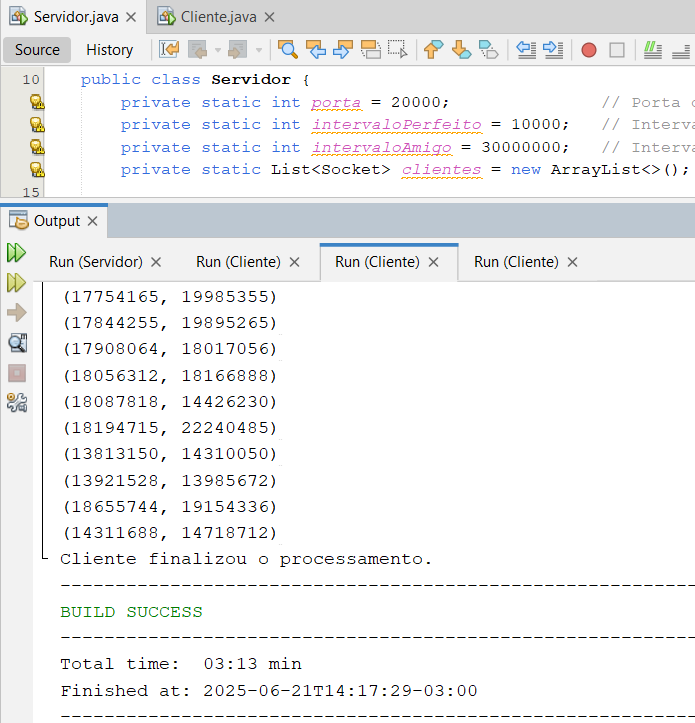 Servidor.java Cliente.java
Source History
10 public class Servidor {
private static int porta = 20000; // Porta
private static int intervaloPerfeito = 10000; // Interva
private static int intervaloAmigo = 30000000; // Interva
private static List<Socket> clientes = new ArrayList<>();
15
Output
Run (Servidor) Run (Cliente) Run (Cliente) Run (Cliente)
(17754165, 19985355)
(17844255, 19895265)
(17908064, 18017056)
(18056312, 18166888)
(18087818, 14426230)
(18194715, 22240485)
(13813150, 14310050)
(13921528, 13985672)
(18655744, 19154336)
(14311688, 14718712)
Cliente finalizou o processamento.
------------------------------------------------------------------------
BUILD SUCCESS
------------------------------------------------------------------------
Total time:  03:13 min
Finished at: 2025-06-21T14:17:29-03:00
------------------------------------------------------------------------